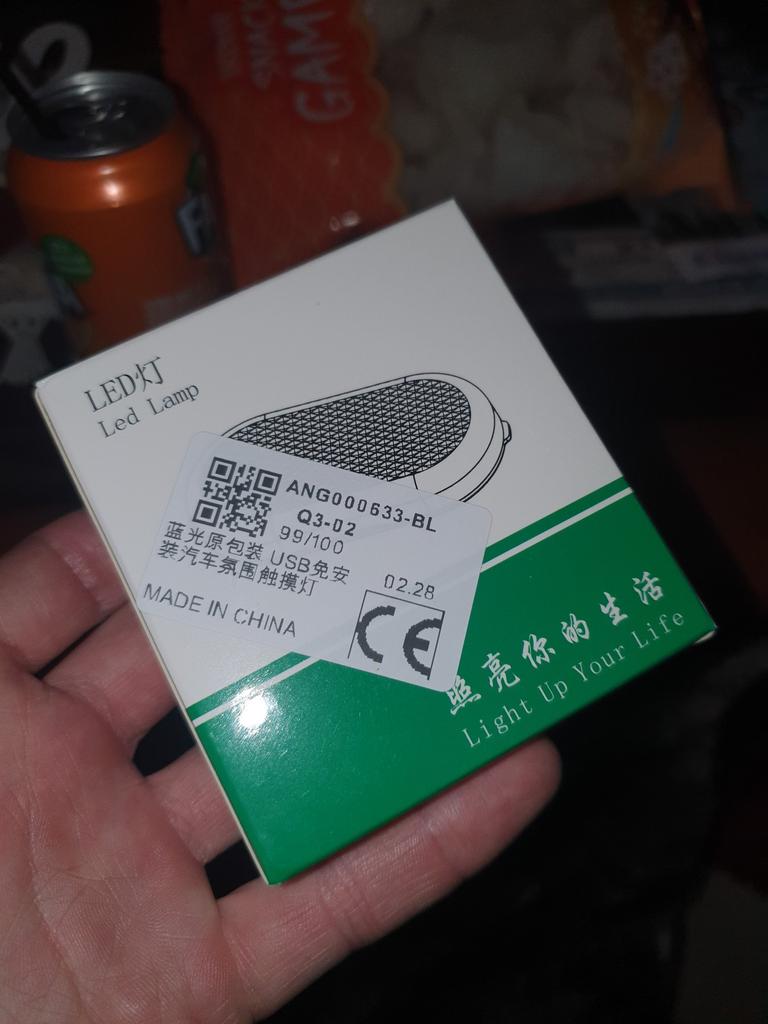 GAM
LED灯
Led Lamp
ANG000633-BL
Q3-02
99/100
蓝光原包装 USB免安
装汽车氛围触摸灯
02.28
MADE IN CHINA
CE
照亮你的生活
Light Up Your Life